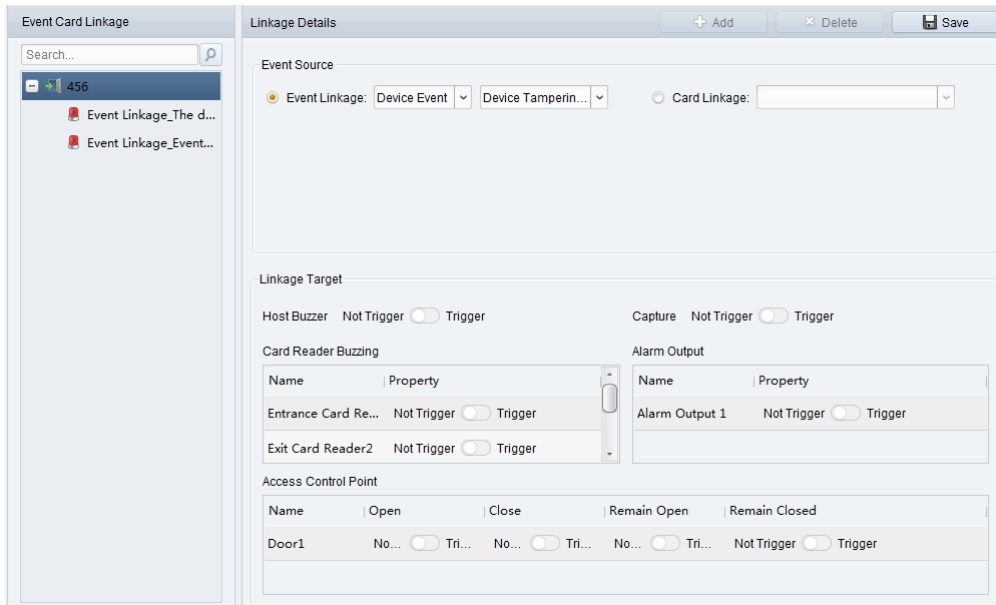 Event Card Linkage
Search...
456
Event Linkage_The d...
Event Linkage_Event...
Linkage Details
Add
Delete
Save
Event Source
Event Linkage: Device Event Device Tamperin... Card Linkage:
Linkage Target
Host Buzzer Not Trigger Trigger
Capture Not Trigger Trigger
Card Reader Buzzing
Name Property
Entrance Card Re... Not Trigger Trigger
Exit Card Reader2 Not Trigger Trigger
Alarm Output
Name Property
Alarm Output 1 Not Trigger Trigger
Access Control Point
Name Open Close Remain Open Remain Closed
Door1 No... Tri... No... Tri... No... Tri... Not Trigger Trigger